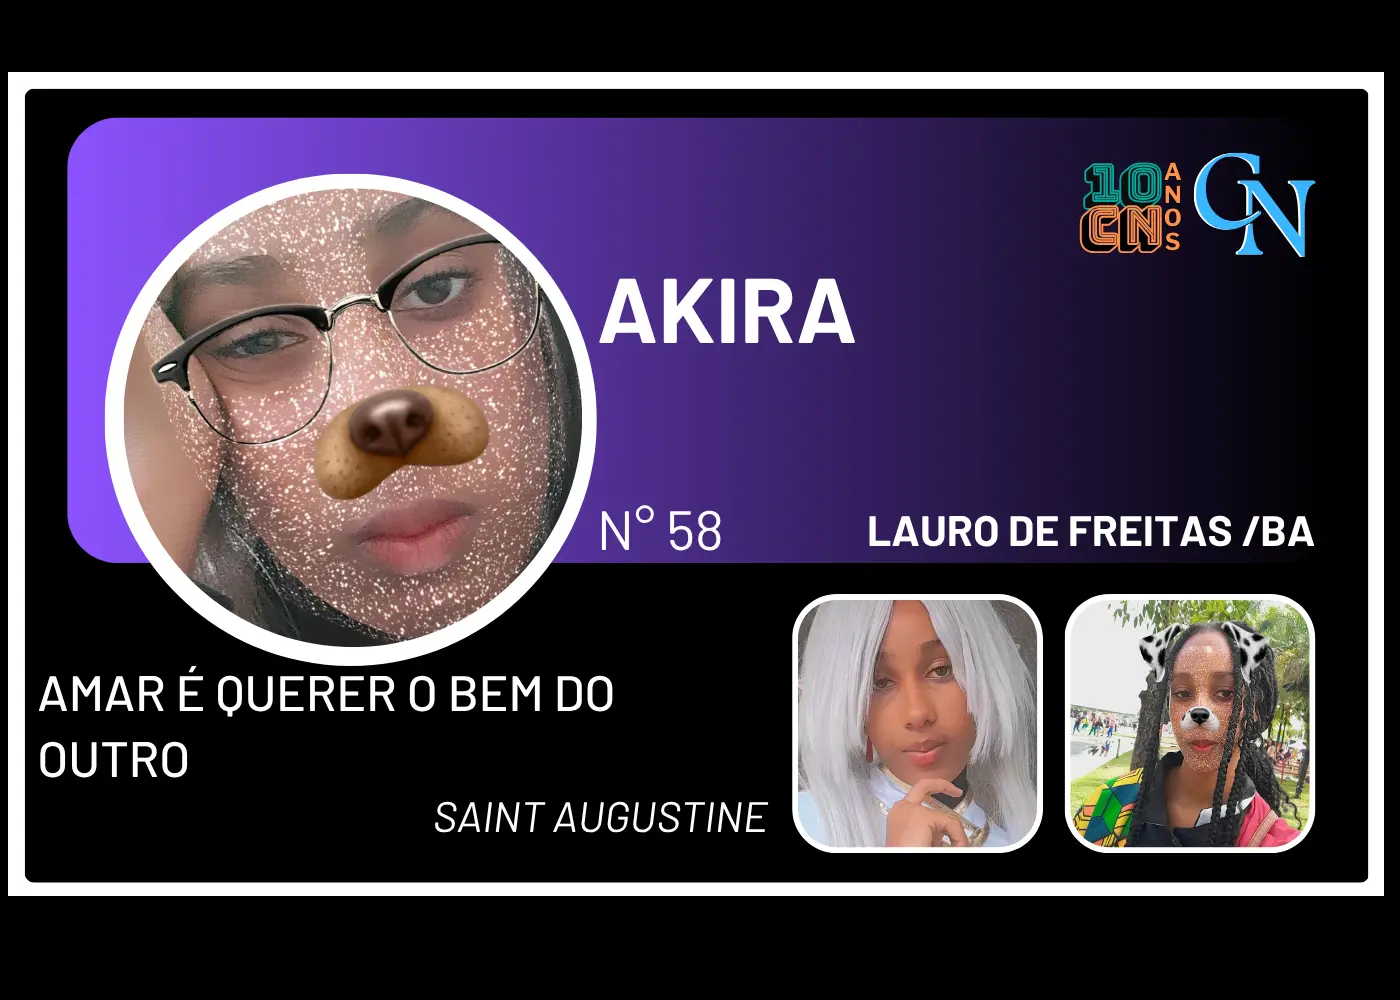 10
CN
ANOS
CN
AKIRA
N° 58
LAURO DE FREITAS /BA
AMAR É QUERER O BEM DO
OUTRO
SAINT AUGUSTINE